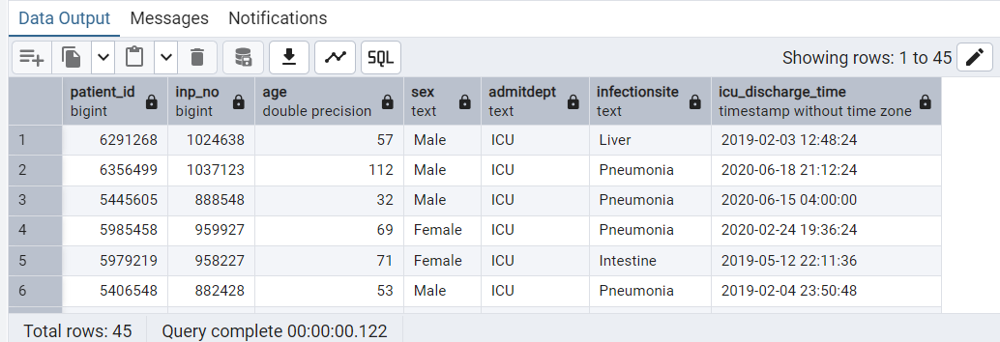 Data Output Messages Notifications
SQL Showing rows: 1 to 45
patient_id inp_no age sex admitdept infectionsite icu_discharge_time
bigint bigint double precision text text text timestamp without time zone
1 6291268 1024638 57 Male ICU Liver 2019-02-03 12:48:24
2 6356499 1037123 112 Male ICU Pneumonia 2020-06-18 21:12:24
3 5445605 888548 32 Male ICU Pneumonia 2020-06-15 04:00:00
4 5985458 959927 69 Female ICU Pneumonia 2020-02-24 19:36:24
5 5979219 958227 71 Female ICU Intestine 2019-05-12 22:11:36
6 5406548 882428 53 Male ICU Pneumonia 2019-02-04 23:50:48
Total rows: 45 Query complete 00:00:00.122